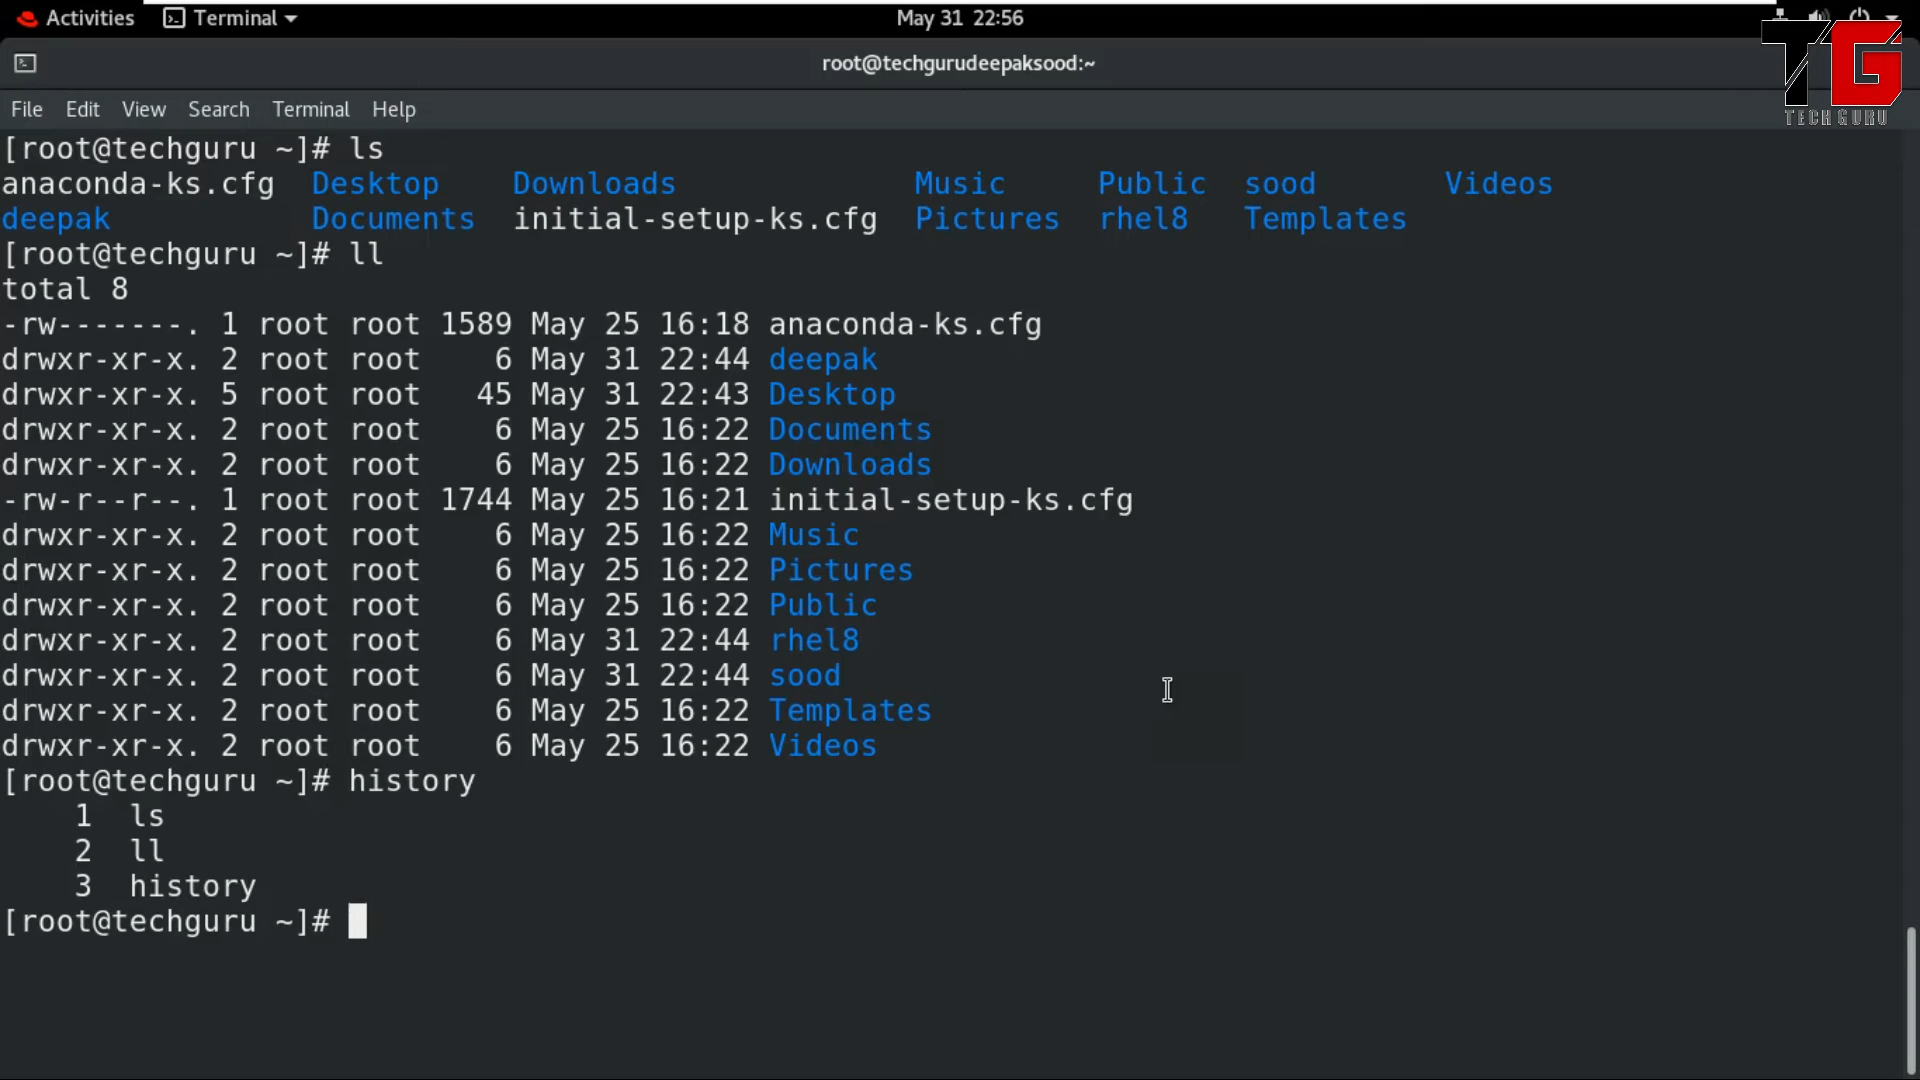 Activities Terminal May 31 22:56
root@techgurudeepaksood:~
TG
TECH GURU
File Edit View Search Terminal Help
[root@techguru ~]# ls
anaconda-ks.cfg Desktop Downloads Music Public sood Videos
deepak Documents initial-setup-ks.cfg Pictures rhel8 Templates
[root@techguru ~]# ll
total 8
-rw-------. 1 root root 1589 May 25 16:18 anaconda-ks.cfg
drwxr-xr-x. 2 root root 6 May 31 22:44 deepak
drwxr-xr-x. 5 root root 45 May 31 22:43 Desktop
drwxr-xr-x. 2 root root 6 May 25 16:22 Documents
drwxr-xr-x. 2 root root 6 May 25 16:22 Downloads
-rw-r--r--. 1 root root 1744 May 25 16:21 initial-setup-ks.cfg
drwxr-xr-x. 2 root root 6 May 25 16:22 Music
drwxr-xr-x. 2 root root 6 May 25 16:22 Pictures
drwxr-xr-x. 2 root root 6 May 25 16:22 Public
drwxr-xr-x. 2 root root 6 May 31 22:44 rhel8
drwxr-xr-x. 2 root root 6 May 31 22:44 sood
drwxr-xr-x. 2 root root 6 May 25 16:22 Templates
drwxr-xr-x. 2 root root 6 May 25 16:22 Videos
[root@techguru ~]# history
1 ls
2 ll
3 history
[root@techguru ~]#